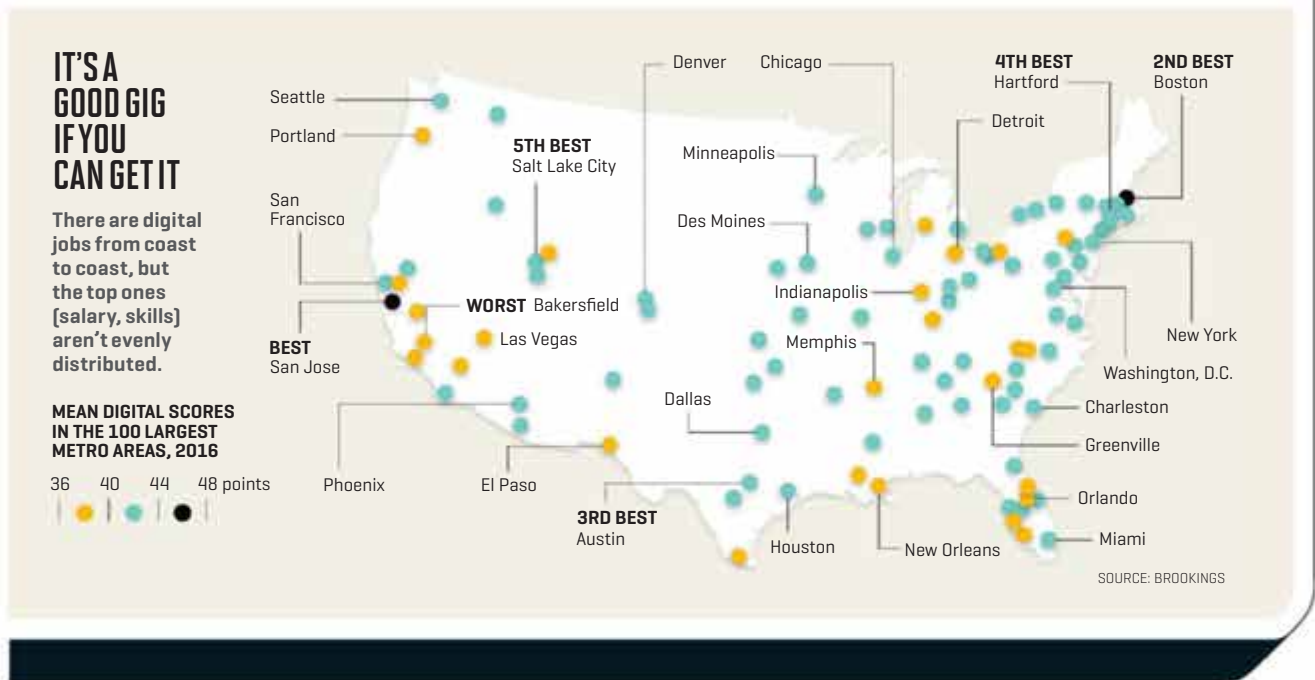 IT'S A
GOOD GIG
IF YOU
CAN GET IT
There are digital
jobs from coast
to coast, but
the top ones
(salary, skills)
aren't evenly
distributed.
MEAN DIGITAL SCORES
IN THE 100 LARGEST
METRO AREAS, 2016
36 40 44 48 points
Seattle
Portland
San
Francisco
BEST
San Jose
5TH BEST
Salt Lake City
WORST Bakersfield
Las Vegas
Phoenix
El Paso
Denver
Chicago
Minneapolis
Des Moines
Indianapolis
Memphis
Dallas
3RD BEST
Austin
Houston
New Orleans
4TH BEST
Hartford
2ND BEST
Boston
Detroit
New York
Washington, D.C.
Charleston
Greenville
Orlando
Miami
SOURCE: BROOKINGS